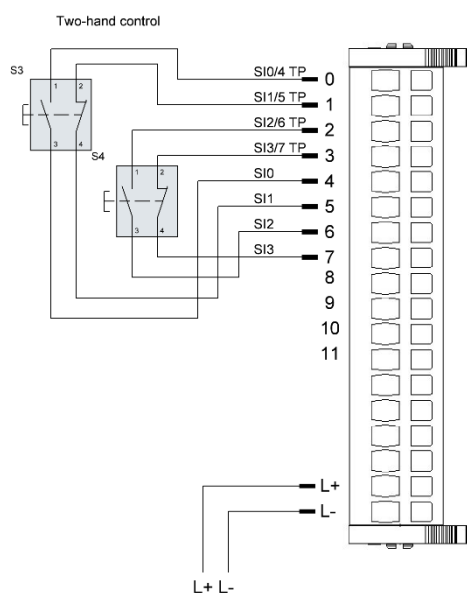 Two-hand control
S3
1 2
3 4
S4
1 2
3 4
SI0/4 TP 0
SI1/5 TP 1
SI2/6 TP 2
SI3/7 TP 3
SI0 4
SI1 5
SI2 6
SI3 7
8
9
10
11
L+
L-
L+ L-